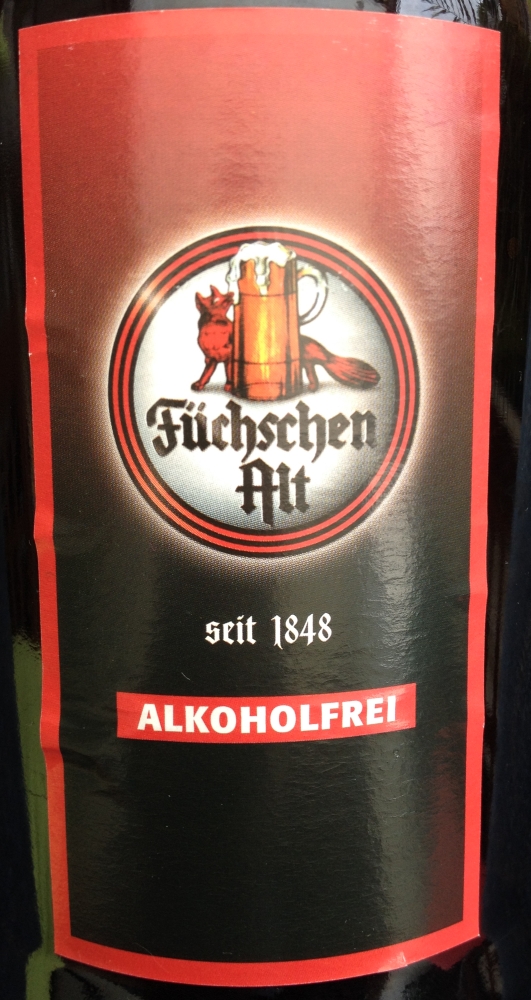 Füchschen
Alt
seit 1848
ALKOHOLFREI